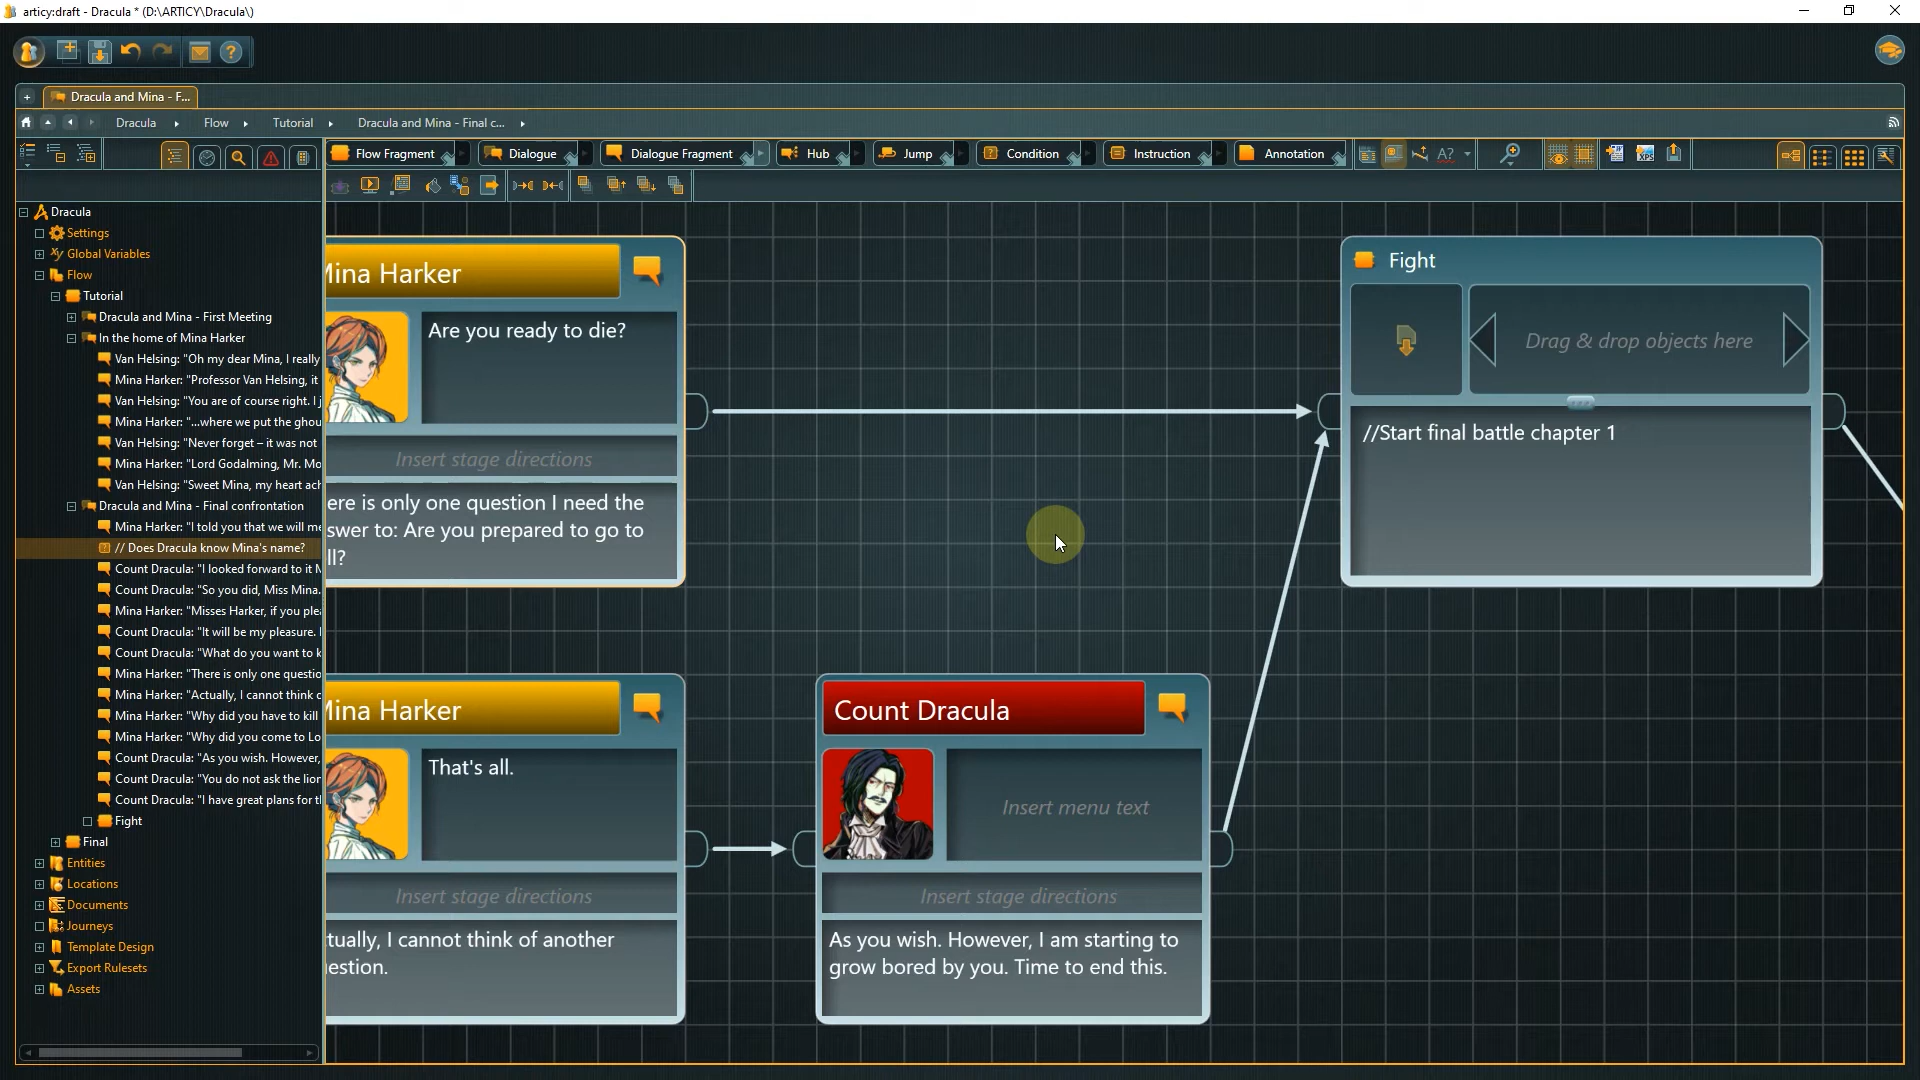 articy:draft - Dracula * (D:\ARTICY\Dracula\)
Dracula and Mina - F...
Dracula
Flow
Tutorial
Dracula and Mina - Final c...
Flow Fragment
Dialogue
Dialogue Fragment
Hub
Jump
Condition
Instruction
Annotation
Dracula
Settings
Global Variables
Flow
Tutorial
Dracula and Mina - First Meeting
In the home of Mina Harker
Van Helsing: "Oh my dear Mina, I really
Mina Harker: "Professor Van Helsing, it
Van Helsing: "You are of course right. I j
Mina Harker: "...where we put the ghou
Van Helsing: "Never forget – it was not
Mina Harker: "Lord Godalming, Mr. Mo
Van Helsing: "Sweet Mina, my heart ach
Dracula and Mina - Final confrontation
Mina Harker: "I told you that we will me
// Does Dracula know Mina's name?
Count Dracula: "I looked forward to it M
Count Dracula: "So you did, Miss Mina.
Mina Harker: "Misses Harker, if you plea
Count Dracula: "It will be my pleasure. I
Count Dracula: "What do you want to k
Mina Harker: "There is only one questio
Mina Harker: "Actually, I cannot think o
Mina Harker: "Why did you have to kill
Mina Harker: "Why did you come to Lo
Count Dracula: "As you wish. However,
Count Dracula: "You do not ask the lion
Count Dracula: "I have great plans for th
Fight
Final
Entities
Locations
Documents
Journeys
Template Design
Export Rulesets
Assets
Mina Harker
Are you ready to die?
Insert stage directions
ere is only one question I need the
swer to: Are you prepared to go to
ll?
Mina Harker
That's all.
Insert stage directions
tually, I cannot think of another
estion.
Count Dracula
Insert menu text
Insert stage directions
As you wish. However, I am starting to
grow bored by you. Time to end this.
Fight
Drag & drop objects here
//Start final battle chapter 1